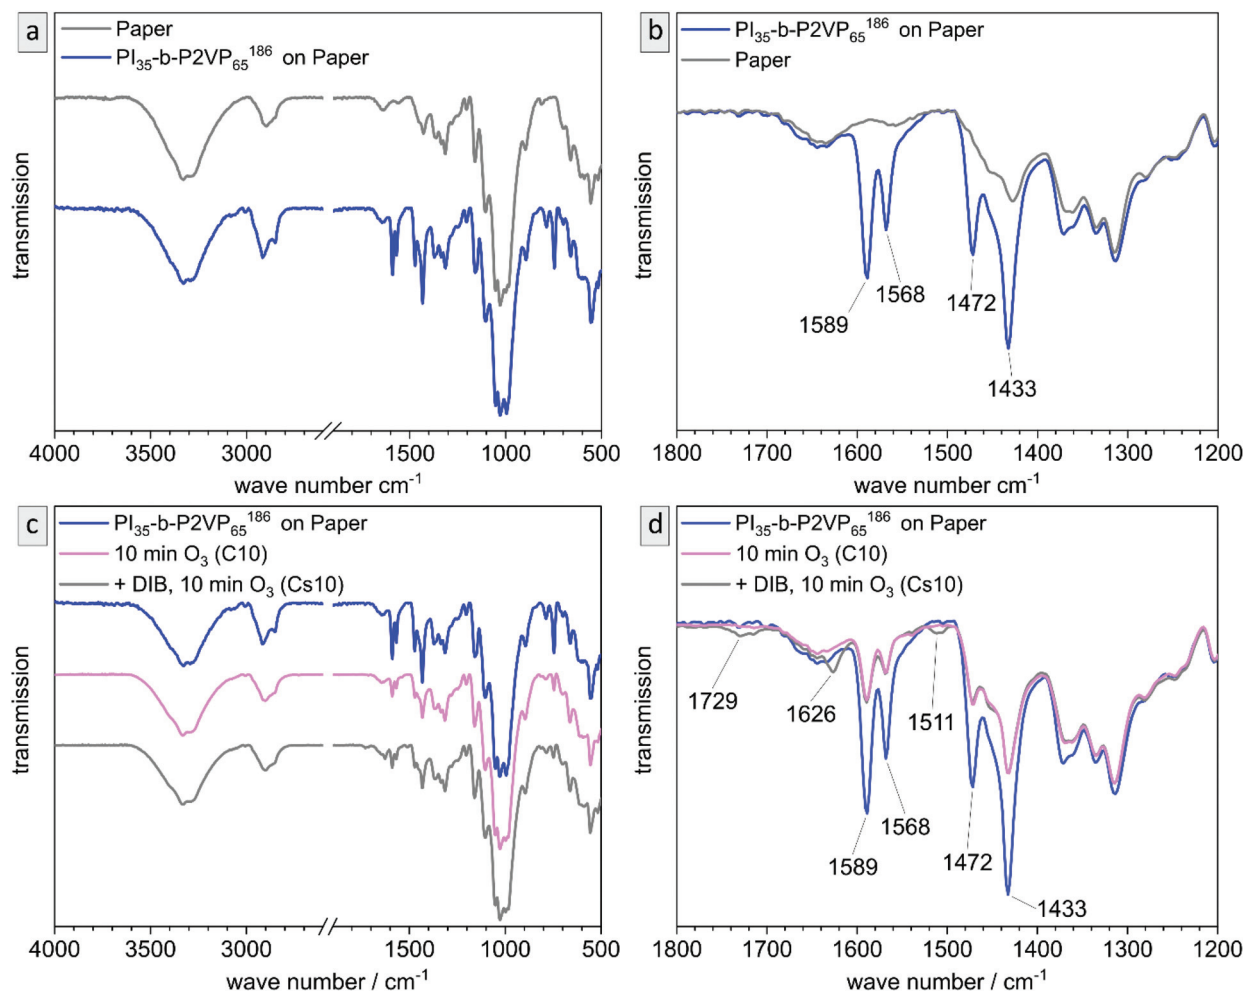 a
Paper
PI₃₅-b-P2VP₆₅¹⁸⁶ on Paper
transmission
4000 3500 3000 1500 1000 500
wave number cm⁻¹
b
PI₃₅-b-P2VP₆₅¹⁸⁶ on Paper
Paper
transmission
1589
1568
1472
1433
1800 1700 1600 1500 1400 1300 1200
wave number cm⁻¹
c
PI₃₅-b-P2VP₆₅¹⁸⁶ on Paper
10 min O₃ (C10)
+ DIB, 10 min O₃ (Cs10)
transmission
4000 3500 3000 1500 1000 500
wave number / cm⁻¹
d
PI₃₅-b-P2VP₆₅¹⁸⁶ on Paper
10 min O₃ (C10)
+ DIB, 10 min O₃ (Cs10)
transmission
1729
1626
1511
1589
1568
1472
1433
1800 1700 1600 1500 1400 1300 1200
wave number / cm⁻¹